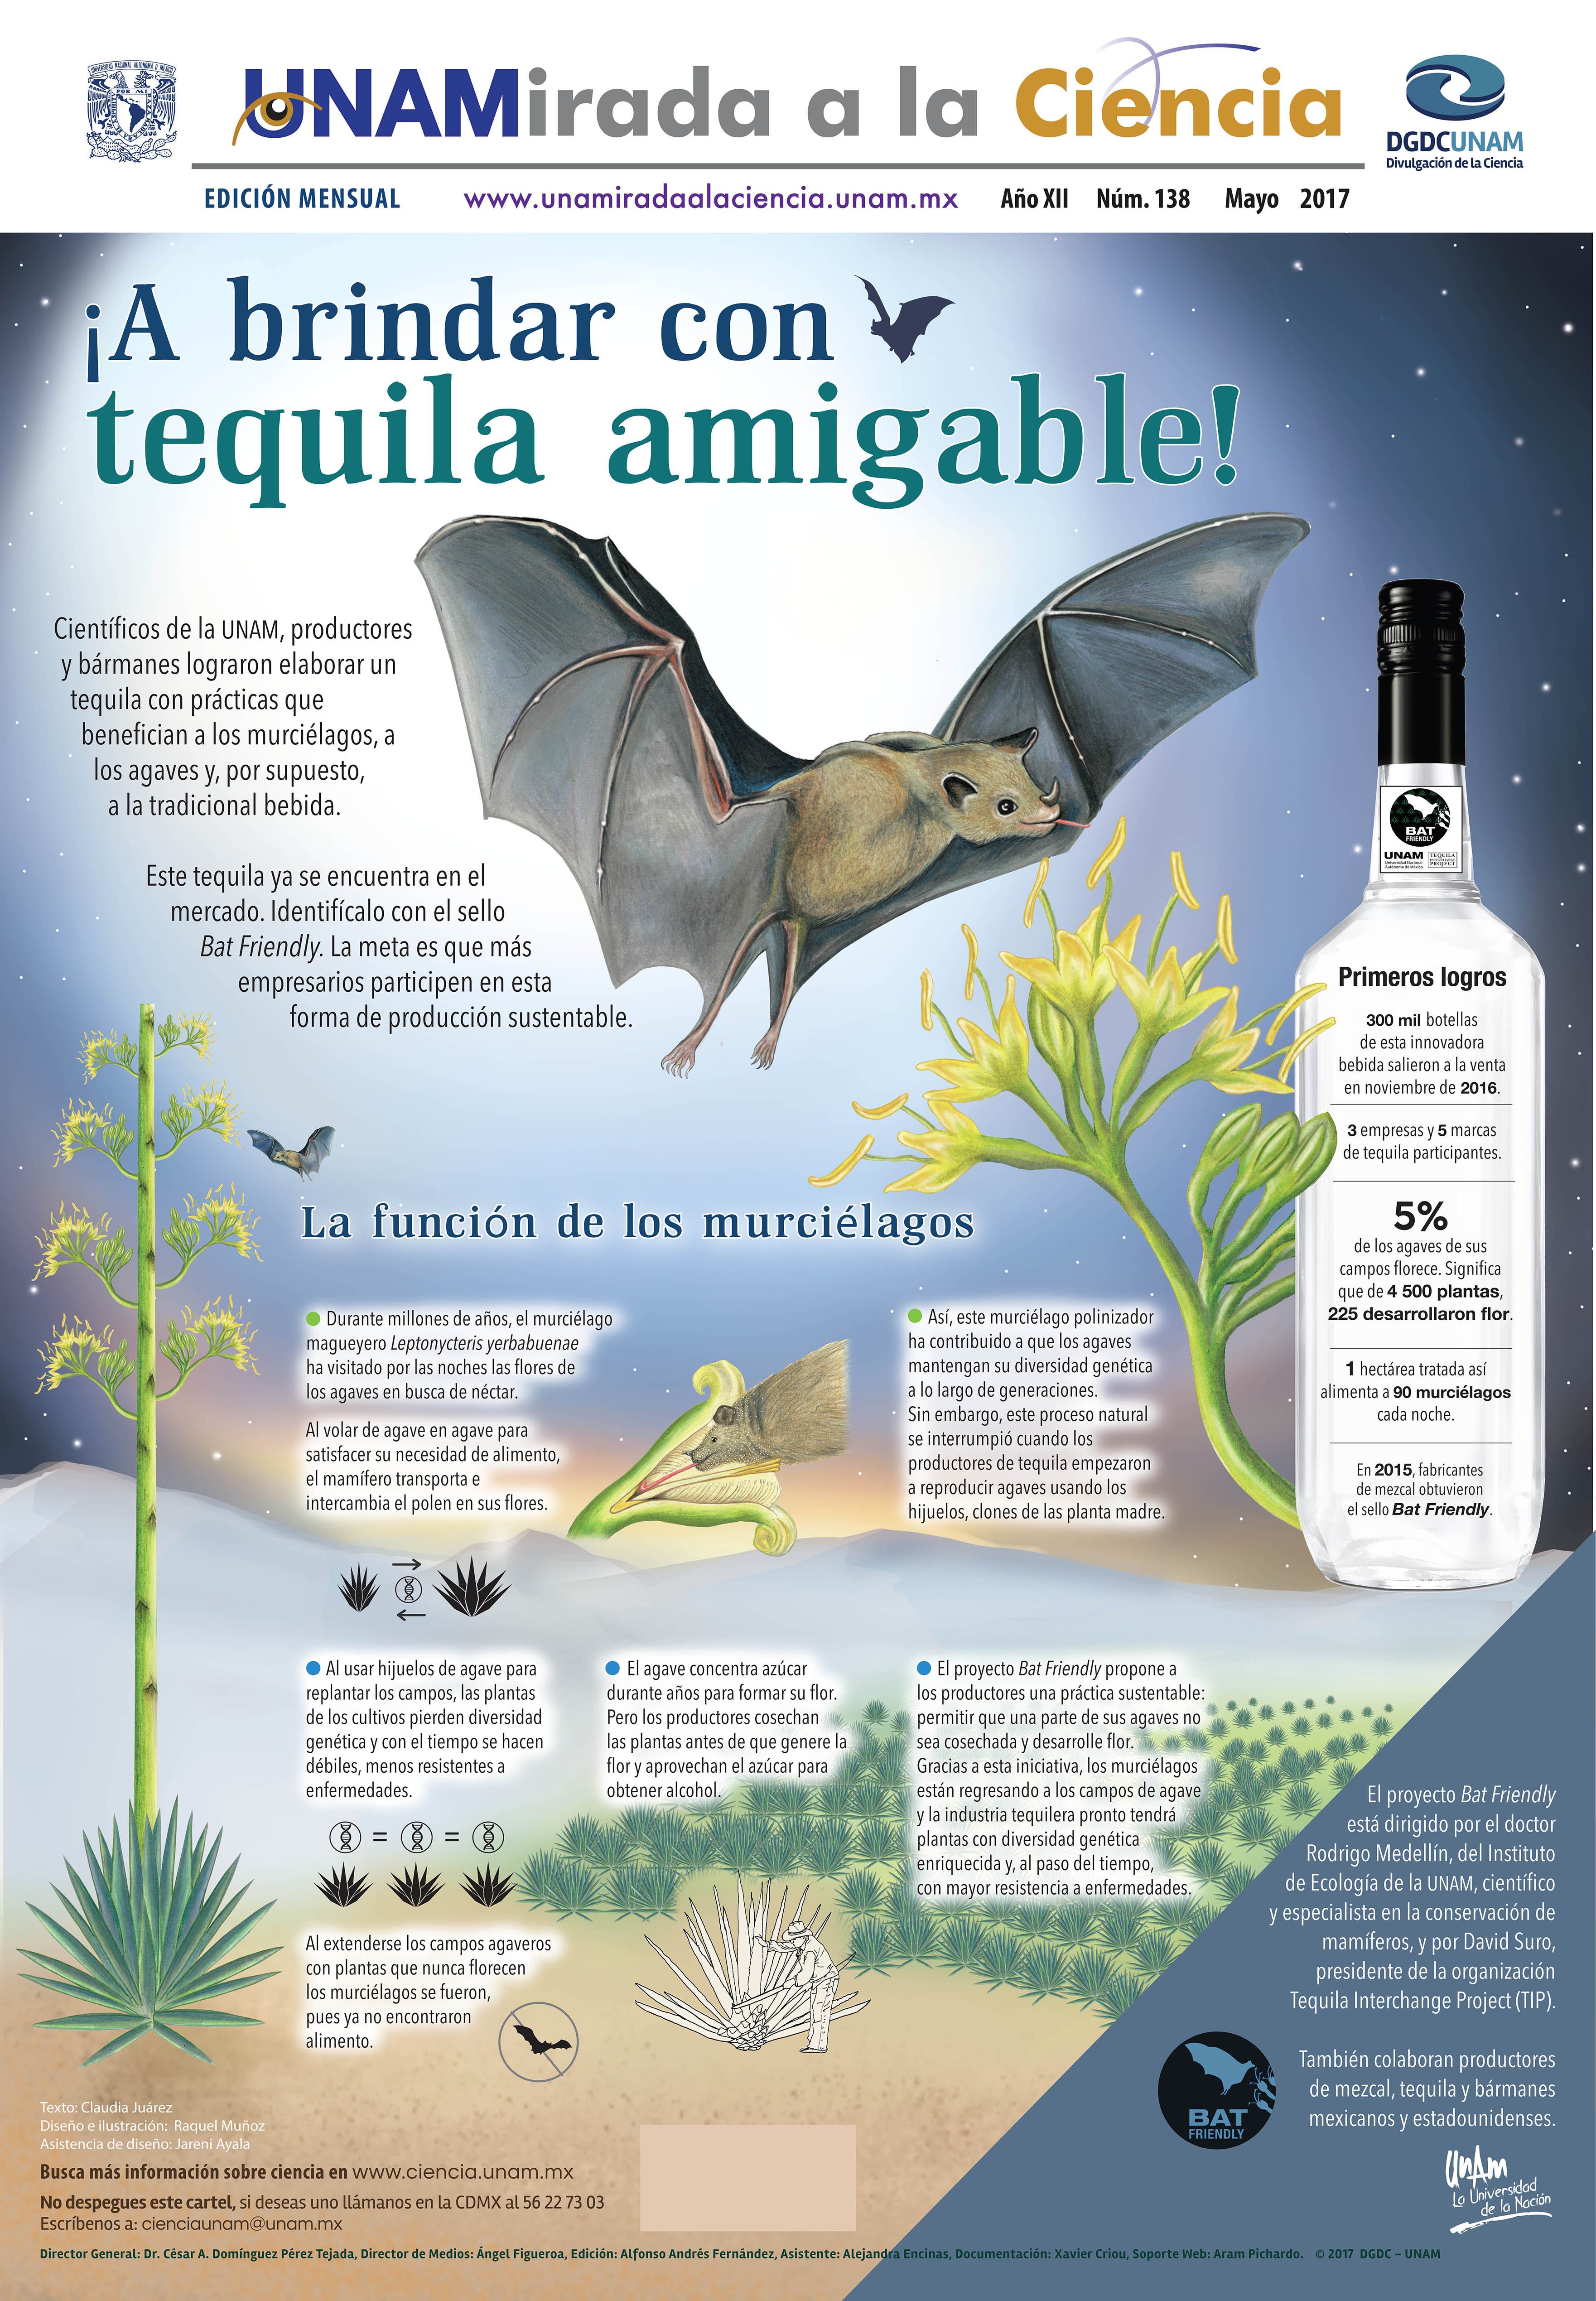 UNIVERSIDAD NACIONAL AUTÓNOMA DE MÉXICO
UNAMirada a la Ciencia
DGDCUNAM
Divulgación de la Ciencia
EDICIÓN MENSUAL www.unamiradaalaciencia.unam.mx Año XII Núm. 138 Mayo 2017
¡A brindar con
tequila amigable!
Científicos de la UNAM, productores
y bármanes lograron elaborar un
tequila con prácticas que
benefician a los murciélagos, a
los agaves y, por supuesto,
a la tradicional bebida.
Este tequila ya se encuentra en el
mercado. Identifícalo con el sello
Bat Friendly. La meta es que más
empresarios participen en esta
forma de producción sustentable.
BAT
FRIENDLY
UNAM
Universidad Nacional
Autónoma de México
TEQUILA
INTERCHANGE
PROJECT
Primeros logros
300 mil botellas
de esta innovadora
bebida salieron a la venta
en noviembre de 2016.
3 empresas y 5 marcas
de tequila participantes.
5%
de los agaves de sus
campos florece. Significa
que de 4 500 plantas,
225 desarrollaron flor.
1 hectárea tratada así
alimenta a 90 murciélagos
cada noche.
En 2015, fabricantes
de mezcal obtuvieron
el sello Bat Friendly.
La función de los murciélagos
Durante millones de años, el murciélago
magueyero Leptonycteris yerbabuenae
ha visitado por las noches las flores de
los agaves en busca de néctar.
Al volar de agave en agave para
satisfacer su necesidad de alimento,
el mamífero transporta e
intercambia el polen en sus flores.
Así, este murciélago polinizador
ha contribuido a que los agaves
mantengan su diversidad genética
a lo largo de generaciones.
Sin embargo, este proceso natural
se interrumpió cuando los
productores de tequila empezaron
a reproducir agaves usando los
hijuelos, clones de las planta madre.
Al usar hijuelos de agave para
replantar los campos, las plantas
de los cultivos pierden diversidad
genética y con el tiempo se hacen
débiles, menos resistentes a
enfermedades.
= =
Al extenderse los campos agaveros
con plantas que nunca florecen
los murciélagos se fueron,
pues ya no encontraron
alimento.
El agave concentra azúcar
durante años para formar su flor.
Pero los productores cosechan
las plantas antes de que genere la
flor y aprovechan el azúcar para
obtener alcohol.
El proyecto Bat Friendly propone a
los productores una práctica sustentable:
permitir que una parte de sus agaves no
sea cosechada y desarrolle flor.
Gracias a esta iniciativa, los murciélagos
están regresando a los campos de agave
y la industria tequilera pronto tendrá
plantas con diversidad genética
enriquecida y, al paso del tiempo,
con mayor resistencia a enfermedades.
El proyecto Bat Friendly
está dirigido por el doctor
Rodrigo Medellín, del Instituto
de Ecología de la UNAM, científico
y especialista en la conservación de
mamíferos, y por David Suro,
presidente de la organización
Tequila Interchange Project (TIP).
También colaboran productores
de mezcal, tequila y bármanes
mexicanos y estadounidenses.
BAT
FRIENDLY
UNAM
La Universidad
de la Nación
Texto: Claudia Juárez
Diseño e ilustración: Raquel Muñoz
Asistencia de diseño: Jareni Ayala
Busca más información sobre ciencia en www.ciencia.unam.mx
No despegues este cartel, si deseas uno llámanos en la CDMX al 56 22 73 03
Escríbenos a: cienciaunam@unam.mx
Director General: Dr. César A. Domínguez Pérez Tejada, Director de Medios: Ángel Figueroa, Edición: Alfonso Andrés Fernández, Asistente: Alejandra Encinas, Documentación: Xavier Criou, Soporte Web: Aram Pichardo. © 2017 DGDC – UNAM